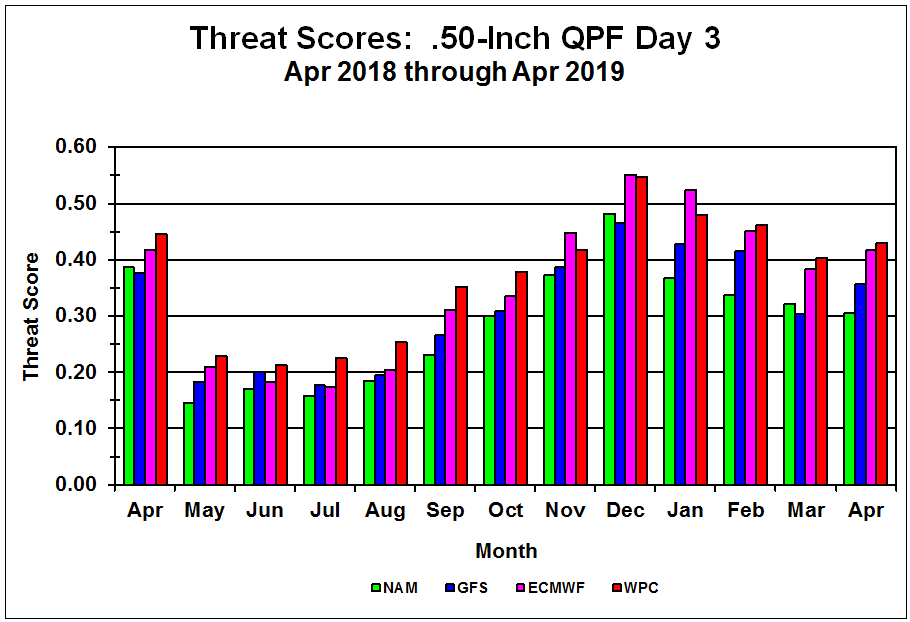 Threat Scores:  .50-Inch QPF Day 3
Apr 2018 through Apr 2019
0.60
0.50
0.40
0.30
0.20
0.10
0.00
Threat Score
Apr May Jun Jul Aug Sep Oct Nov Dec Jan Feb Mar Apr
Month
NAM GFS ECMWF WPC